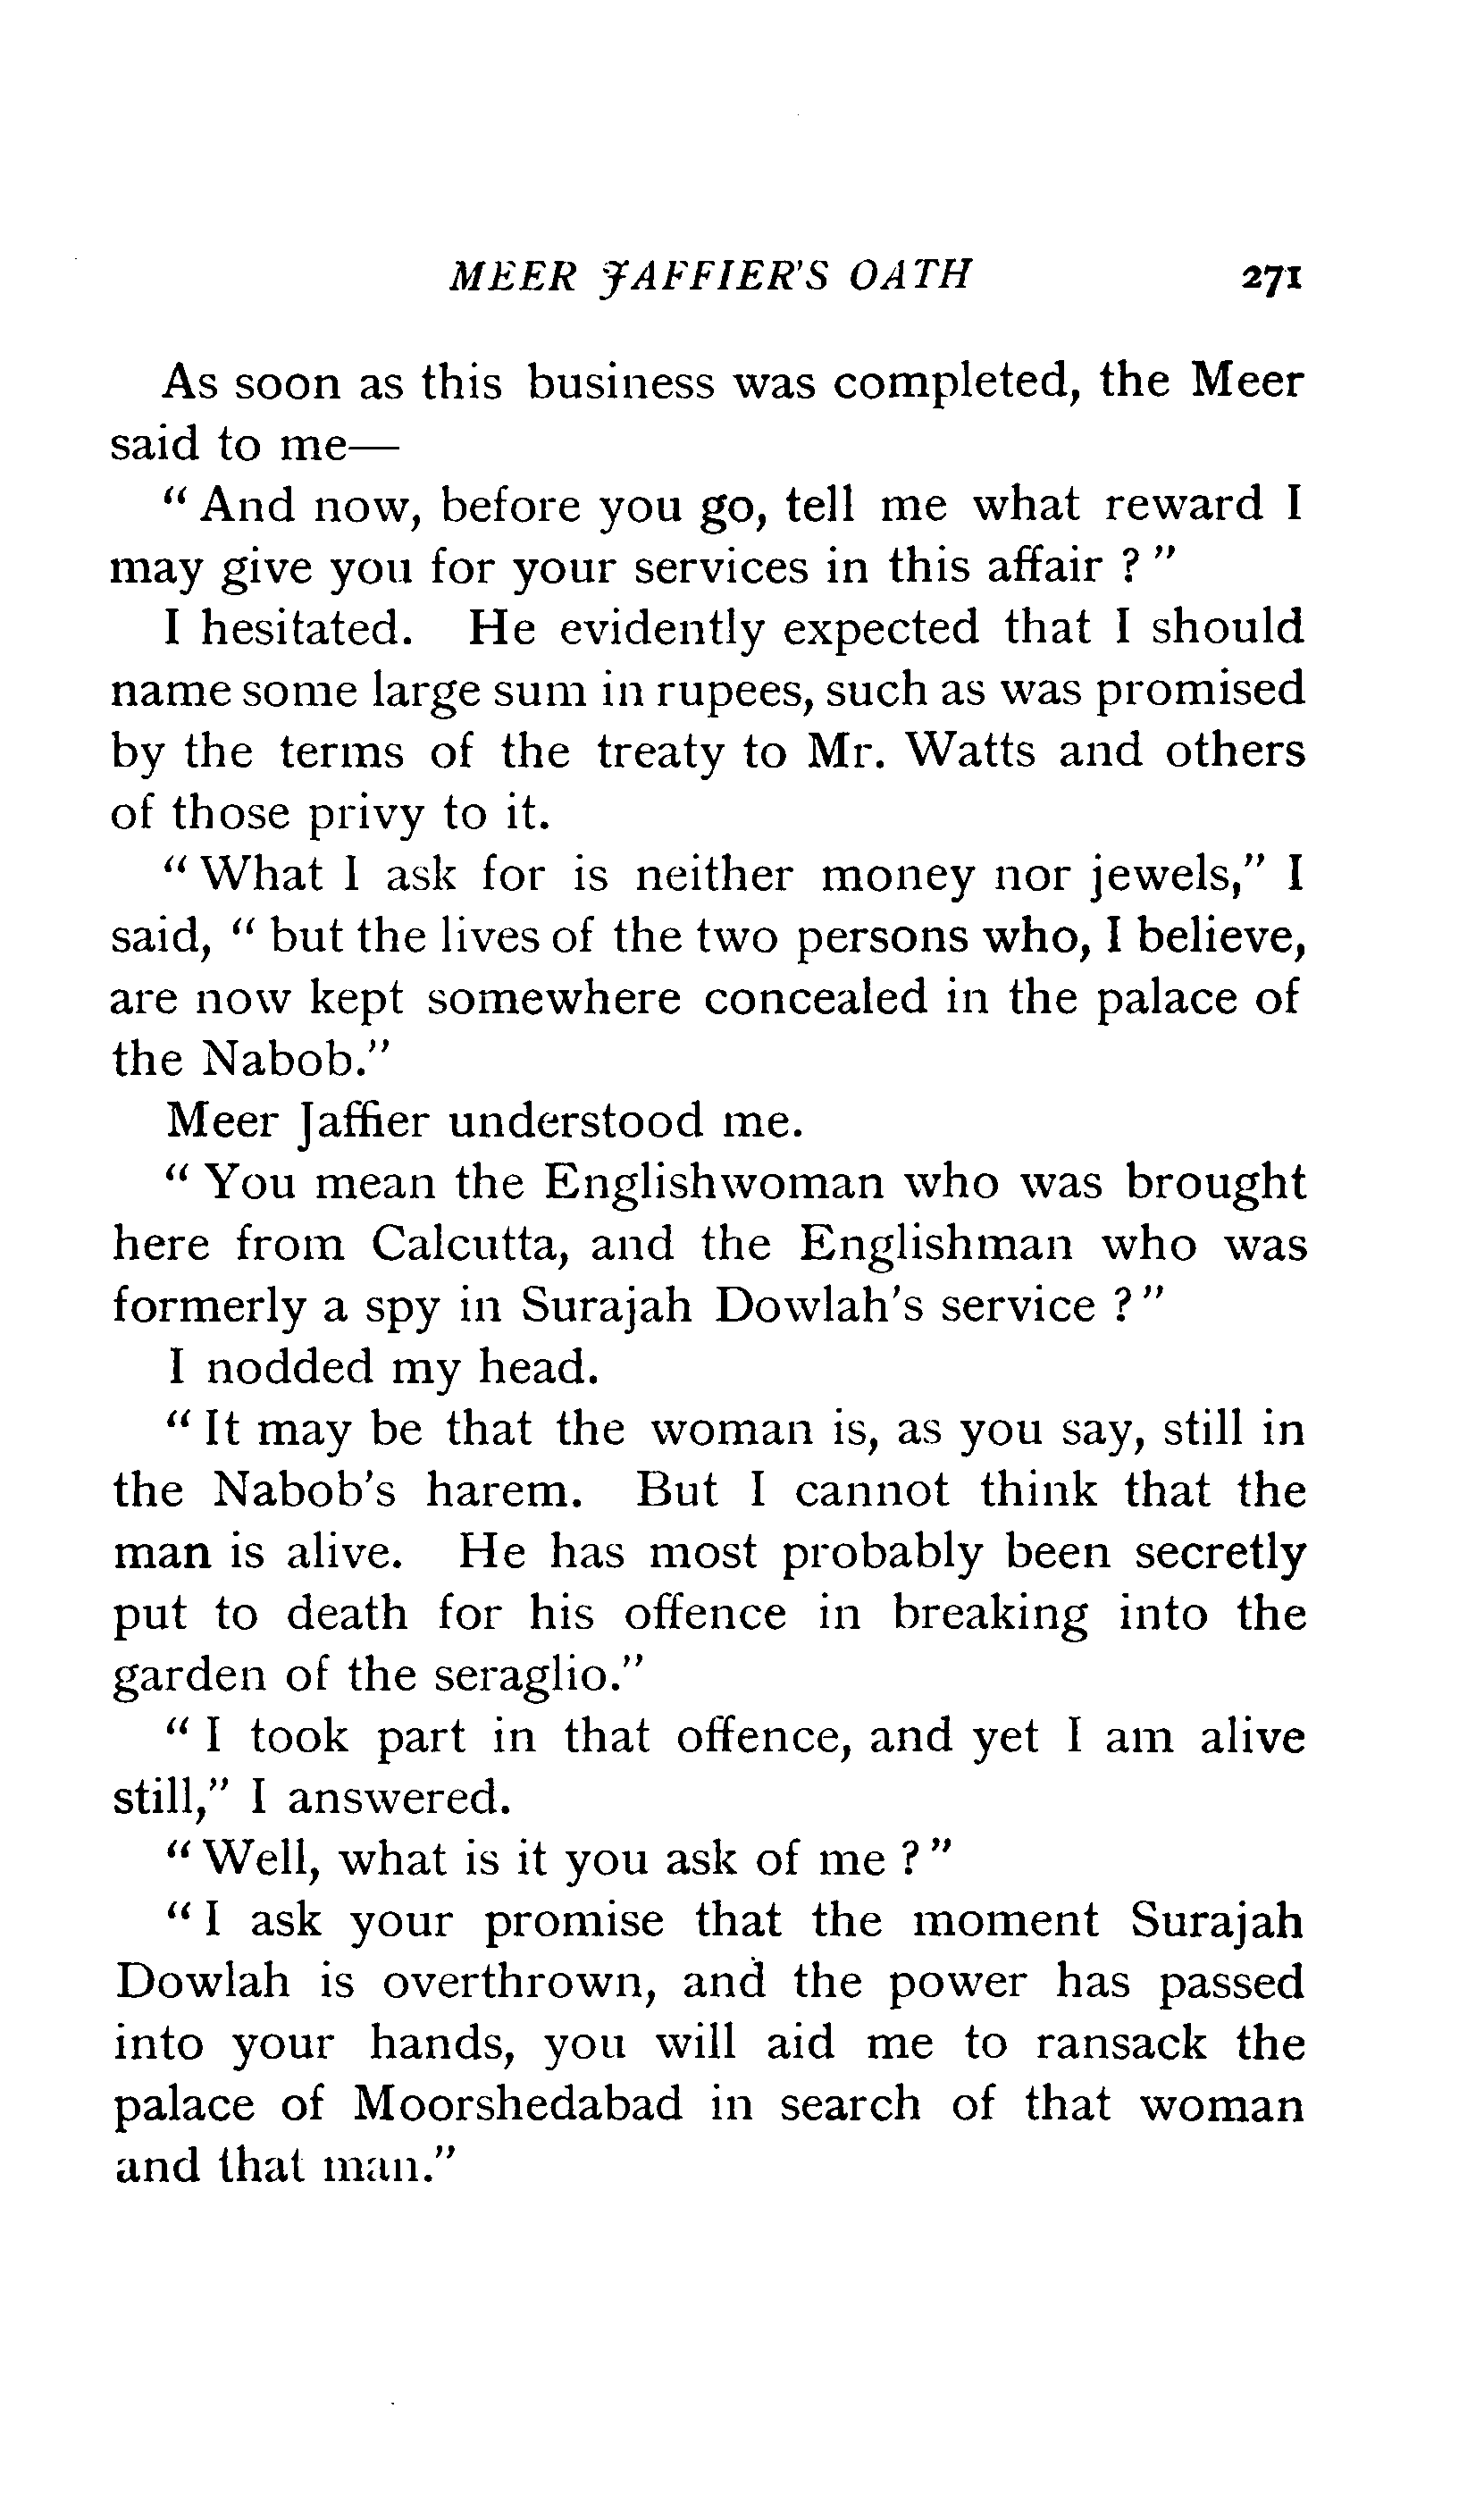 MEER JAFFIER'S OATH 271
As soon as this business was completed, the Meer
said to me—
" And now, before you go, tell me what reward I
may give you for your services in this affair ? "
I hesitated. He evidently expected that I should
name some large sum in rupees, such as was promised
by the terms of the treaty to Mr. Watts and others
of those privy to it.
" What I ask for is neither money nor jewels," I
said, " but the lives of the two persons who, I believe,
are now kept somewhere concealed in the palace of
the Nabob."
Meer Jaffier understood me.
" You mean the Englishwoman who was brought
here from Calcutta, and the Englishman who was
formerly a spy in Surajah Dowlah's service ? "
I nodded my head.
" It may be that the woman is, as you say, still in
the Nabob's harem. But I cannot think that the
man is alive. He has most probably been secretly
put to death for his offence in breaking into the
garden of the seraglio."
" I took part in that offence, and yet I am alive
still," I answered.
" Well, what is it you ask of me ? "
" I ask your promise that the moment Surajah
Dowlah is overthrown, and the power has passed
into your hands, you will aid me to ransack the
palace of Moorshedabad in search of that woman
and that man."